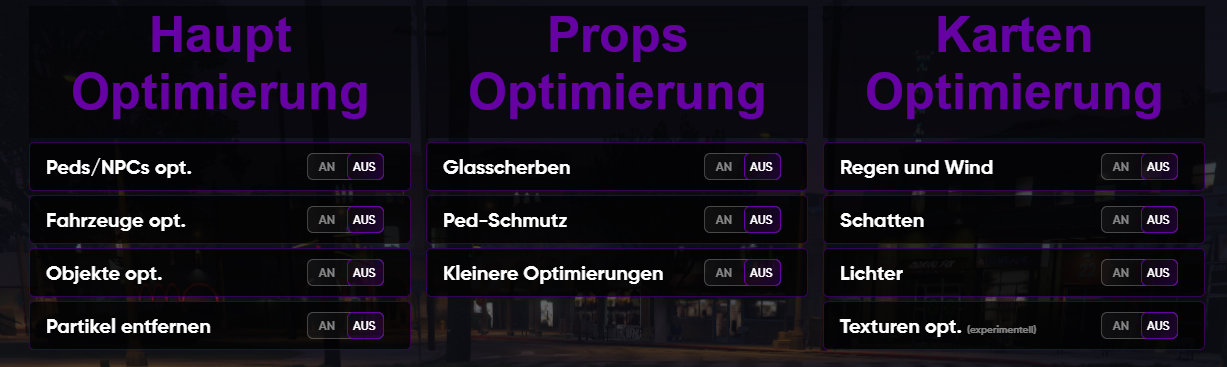 Haupt
Optimierung
Peds/NPCs opt.
AN AUS
Fahrzeuge opt.
AN AUS
Objekte opt.
AN AUS
Partikel entfernen
AN AUS
Props
Optimierung
Glasscherben
AN AUS
Ped-Schmutz
AN AUS
Kleinere Optimierungen
AN AUS
Karten
Optimierung
Regen und Wind
AN AUS
Schatten
AN AUS
Lichter
AN AUS
Texturen opt. (experimentell)
AN AUS